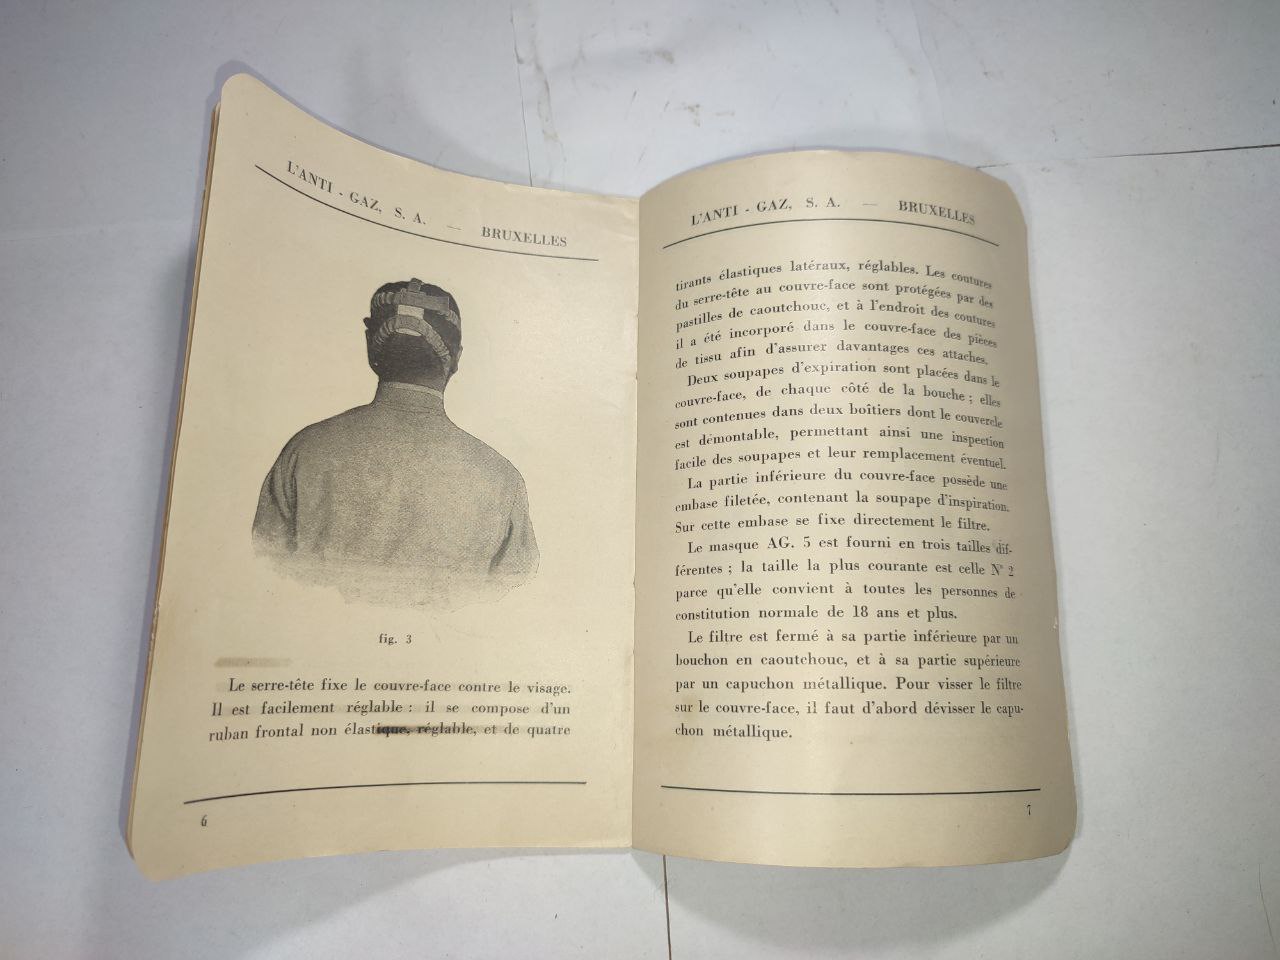 L'ANTI - GAZ, S. A. — BRUXELLES
fig. 3
Le serre-tête fixe le couvre-face contre le visage.
Il est facilement réglable : il se compose d'un
ruban frontal non élastique, réglable, et de quatre
6
L'ANTI - GAZ, S. A. — BRUXELLES
tirants élastiques latéraux, réglables. Les coutures
du serre-tête au couvre-face sont protégées par des
pastilles de caoutchouc, et à l'endroit des coutures
il a été incorporé dans le couvre-face des pièces
de tissu afin d'assurer davantages ces attaches.
Deux soupapes d'expiration sont placées dans le
couvre-face, de chaque côté de la bouche ; elles
sont contenues dans deux boîtiers dont le couvercle
est démontable, permettant ainsi une inspection
facile des soupapes et leur remplacement éventuel.
La partie inférieure du couvre-face possède une
embase filetée, contenant la soupape d'inspiration.
Sur cette embase se fixe directement le filtre.
Le masque AG. 5 est fourni en trois tailles dif-
férentes ; la taille la plus courante est celle N° 2
parce qu'elle convient à toutes les personnes de
constitution normale de 18 ans et plus.
Le filtre est fermé à sa partie inférieure par un
bouchon en caoutchouc, et à sa partie supérieure
par un capuchon métallique. Pour visser le filtre
sur le couvre-face, il faut d'abord dévisser le capu-
chon métallique.
7